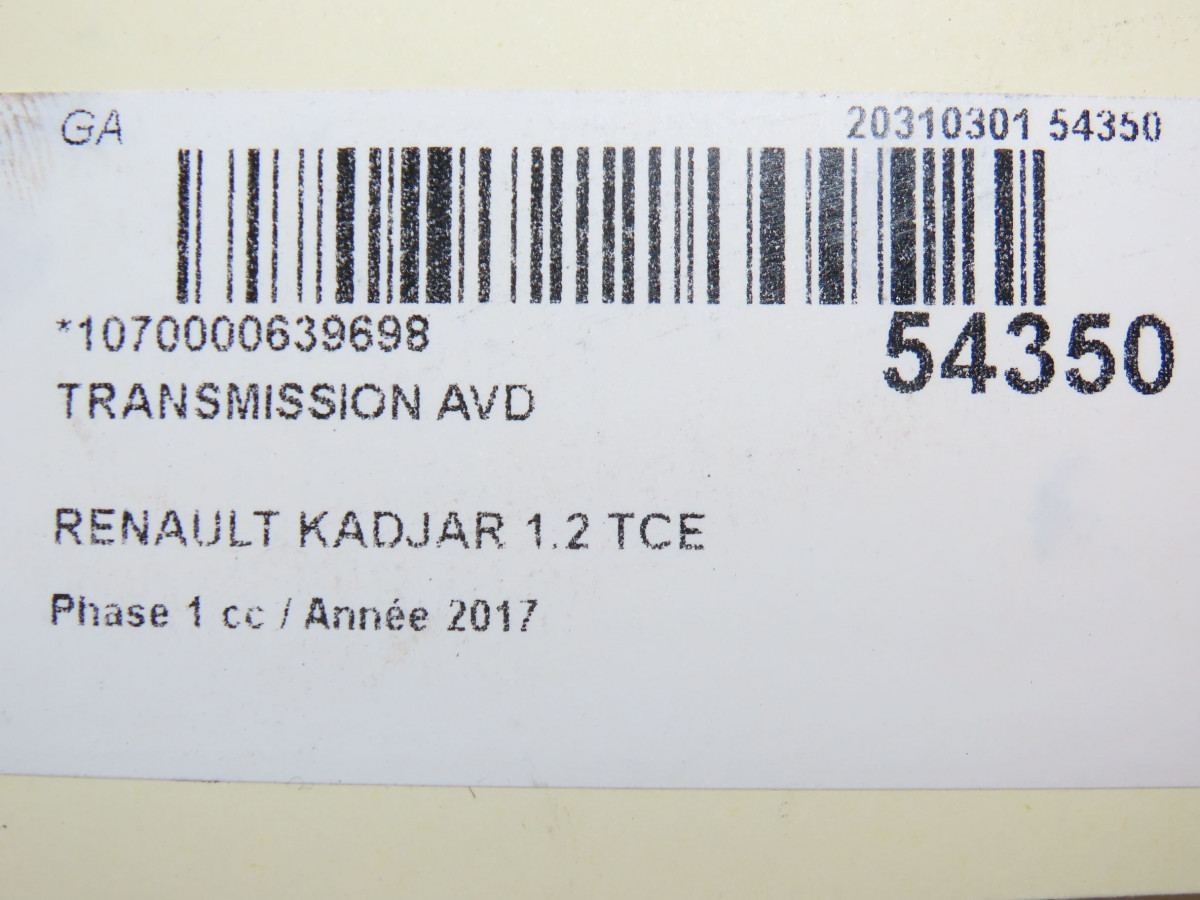 GA
20310301 54350
*1070000639698
54350
TRANSMISSION AVD
RENAULT KADJAR 1.2 TCE
Phase 1 cc / Année 2017